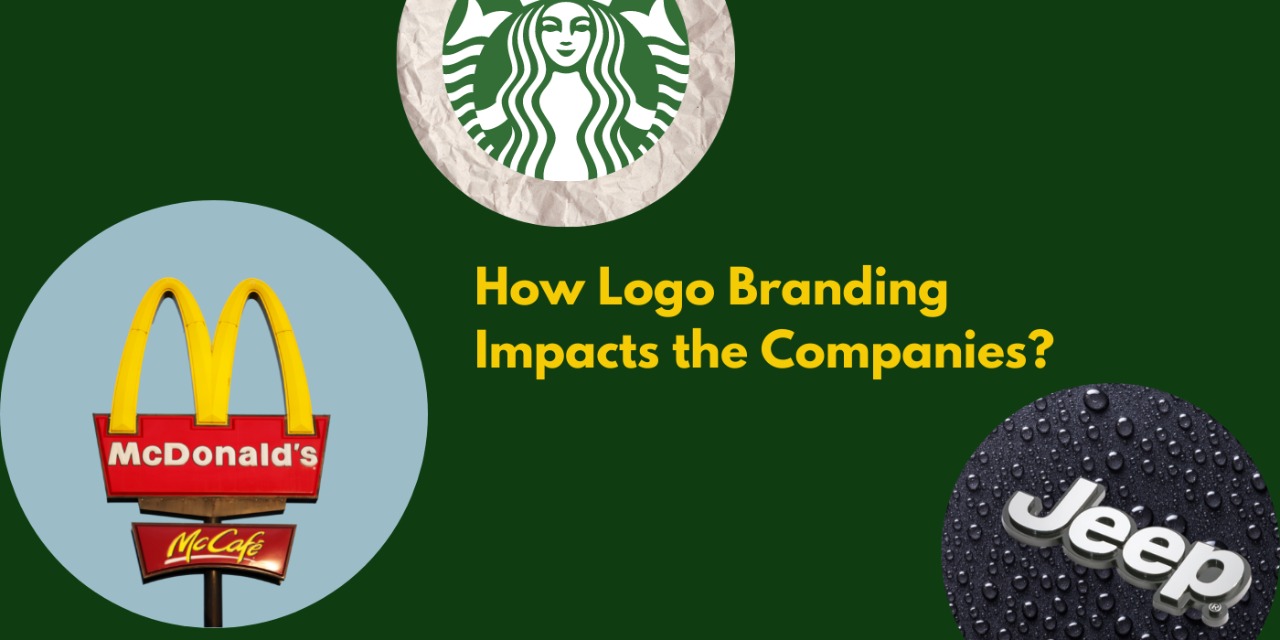 How Logo Branding
Impacts the Companies?
McDonald's
McCafé
Jeep
®